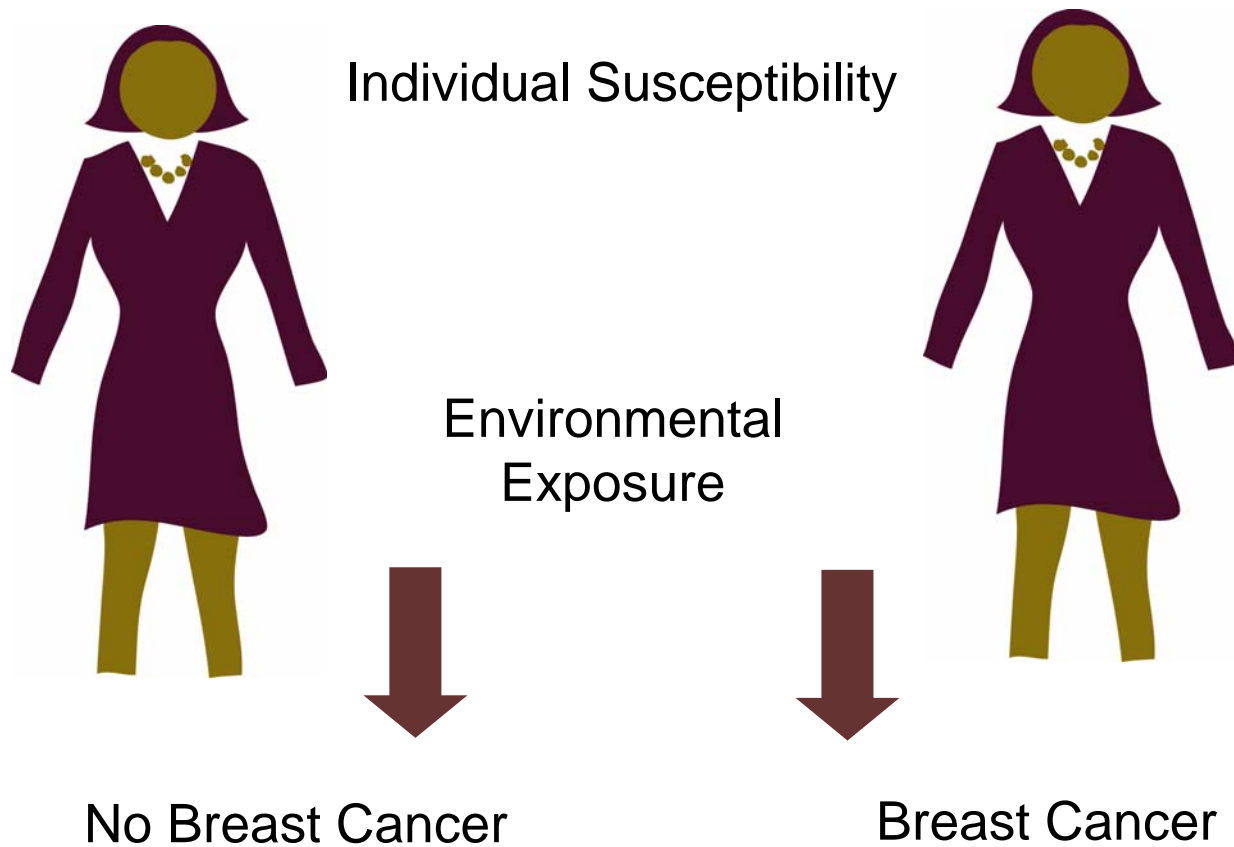 Individual Susceptibility
Environmental
Exposure
No Breast Cancer
Breast Cancer